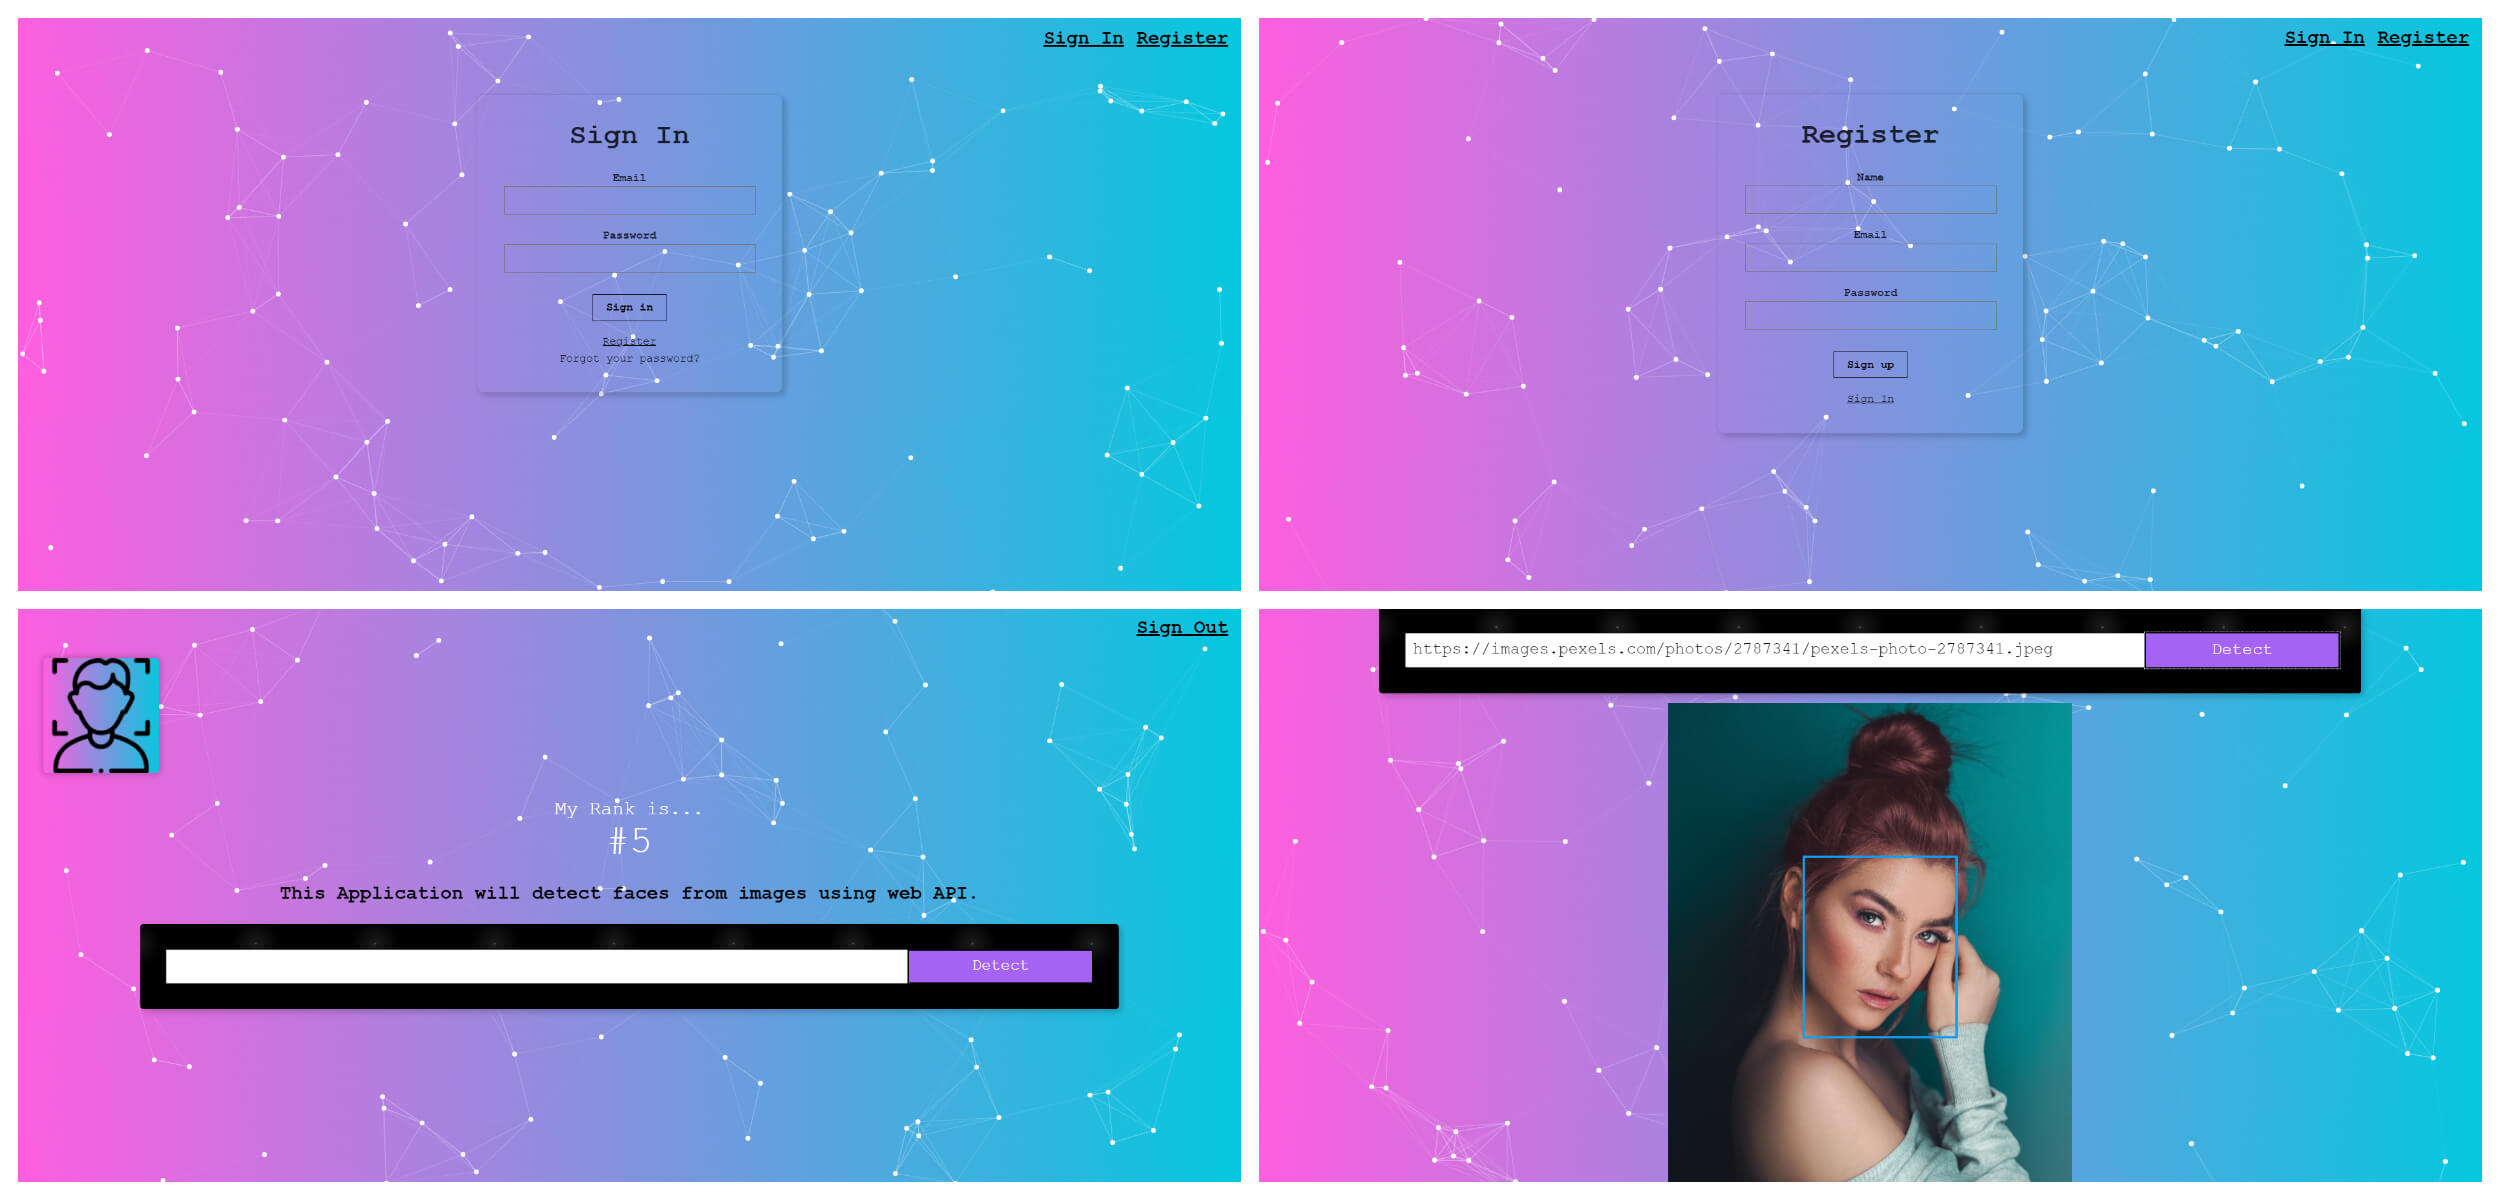 Sign In Register
Sign In
Email
Password
Sign in
Register
Forgot your password?
Sign In Register
Register
Name
Email
Password
Sign up
Sign In
Sign Out
My Rank is...
#5
This Application will detect faces from images using web API.
Detect
https://images.pexels.com/photos/2787341/pexels-photo-2787341.jpeg Detect